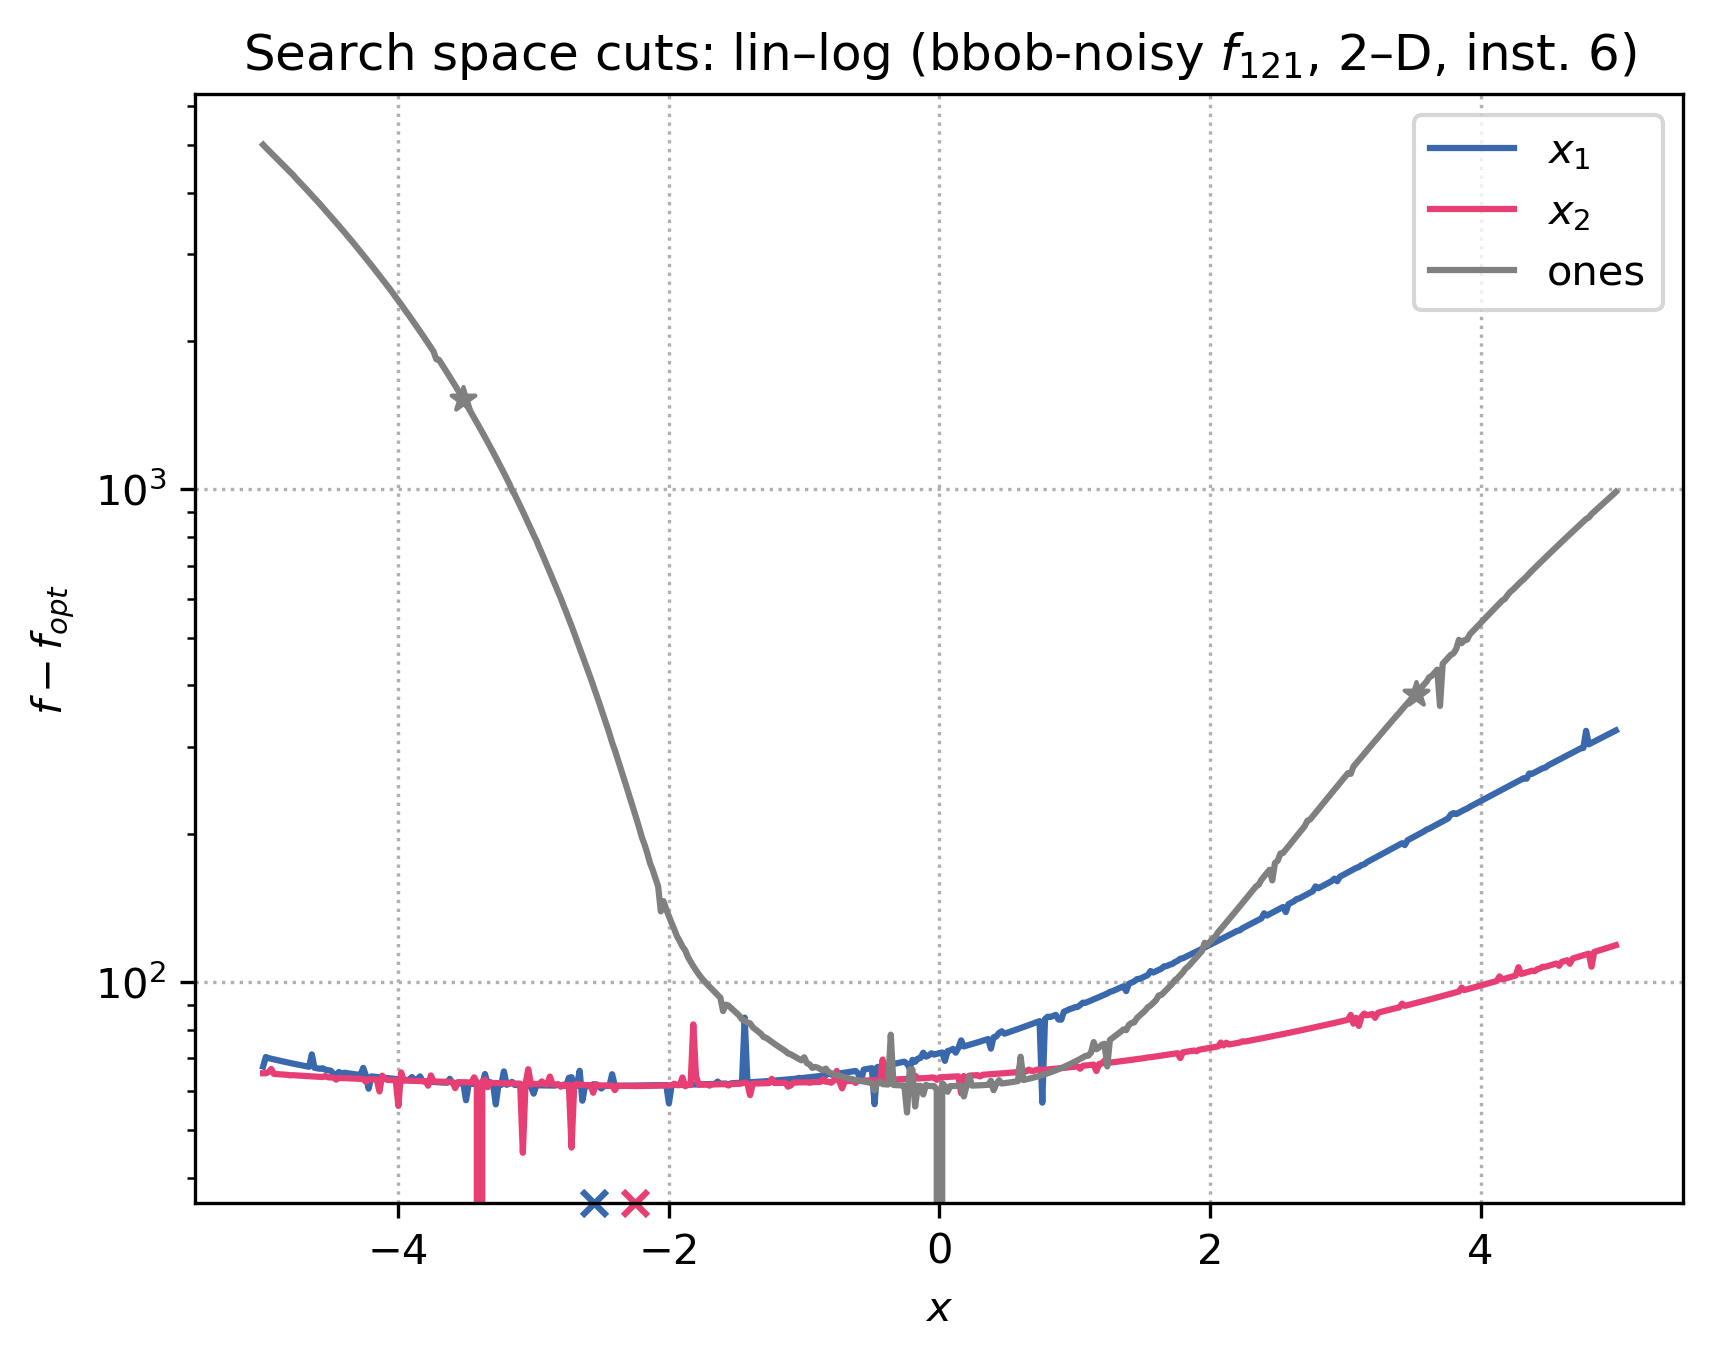 Search space cuts: lin–log (bbob-noisy f₁₂₁, 2–D, inst. 6)
x₁
x₂
ones
10³
10²
f − fₒₚₜ
−4 −2 0 2 4
x